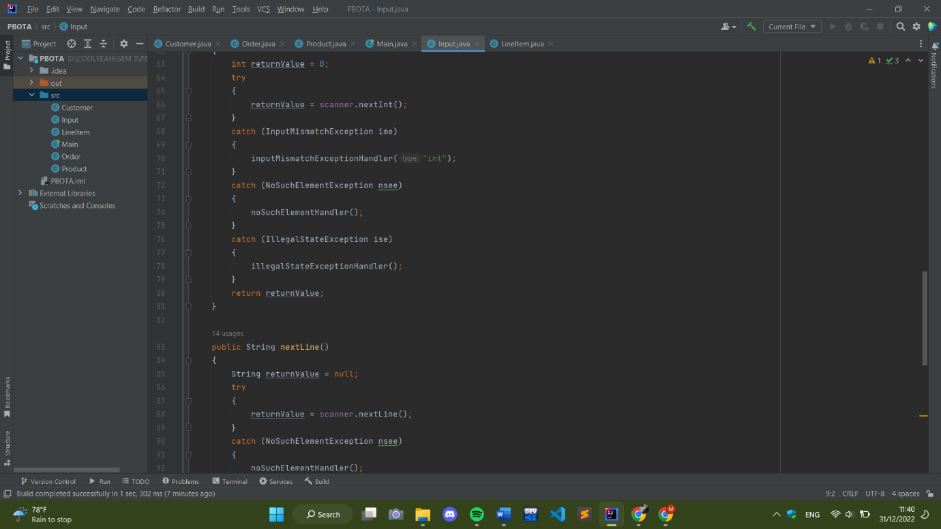 File Edit View Navigate Code Refactor Build Run Tools VCS Window Help PBOTA - Input.java
PBOTA src Input Current File
Project
Customer.java Order.java Product.java Main.java Input.java LineItem.java
Project
PBOTA D:\COOLYEAH\SEM 3\PB
.idea
out
src
Customer
Input
LineItem
Main
Order
Product
PBOTA.iml
External Libraries
Scratches and Consoles
1 3
Notifications
Bookmarks
Structure
63 int returnValue = 0;
64 try
65 {
66 returnValue = scanner.nextInt();
67 }
68 catch (InputMismatchException ime)
69 {
70 inputMismatchExceptionHandler( type: "int");
71 }
72 catch (NoSuchElementException nsee)
73 {
74 noSuchElementHandler();
75 }
76 catch (IllegalStateException ise)
77 {
78 illegalStateExceptionHandler();
79 }
80 return returnValue;
81 }
82
14 usages
83 public String nextLine()
84 {
85 String returnValue = null;
86 try
87 {
88 returnValue = scanner.nextLine();
89 }
90 catch (NoSuchElementException nsee)
91 {
92 noSuchElementHandler();
Version Control Run TODO Problems Terminal Services Build
Build completed successfully in 1 sec, 302 ms (7 minutes ago) 9:2 CRLF UTF-8 4 spaces
78°F
Rain to stop
Search
ENG
11:40
31/12/2022